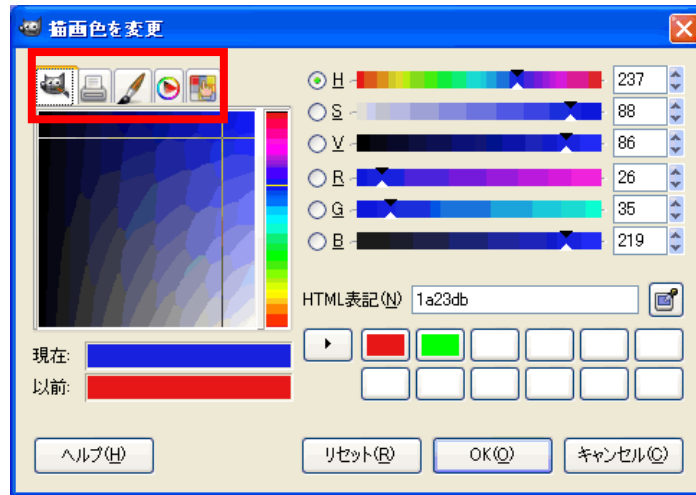 描画色を変更
H 237
S 88
V 86
R 26
G 35
B 219
HTML表記(N) 1a23db
現在:
以前:
ヘルプ(H) リセット(R) OK(O) キャンセル(C)